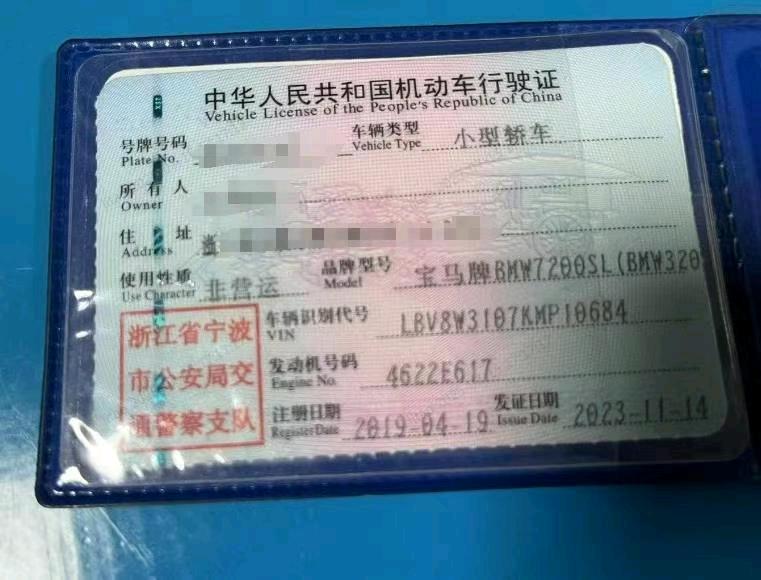 中华人民共和国机动车行驶证
Vehicle License of the People's Republic of China
号牌号码 车辆类型 小型轿车
Plate No. Vehicle Type
所有人
Owner
住址
Address
使用性质 非营运 品牌型号 宝马牌BMW7200SL(BMW320
Use Character Model
浙江省宁波
市公安局交
通警察支队
车辆识别代号 LBV8W3107KMP10684
VIN
发动机号码 4622E617
Engine No.
注册日期 2019-04-19 发证日期 2023-11-14
Register Date Issue Date